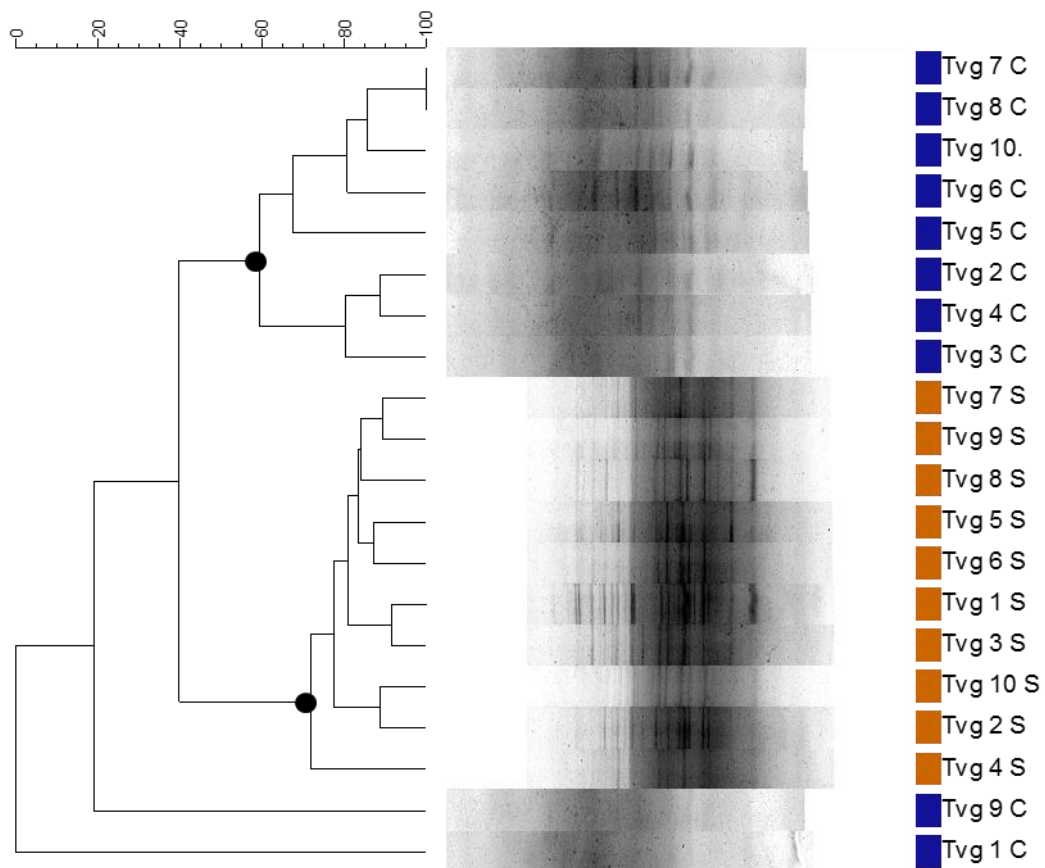 0 20 40 60 80 100
Tvg 7 C
Tvg 8 C
Tvg 10.
Tvg 6 C
Tvg 5 C
Tvg 2 C
Tvg 4 C
Tvg 3 C
Tvg 7 S
Tvg 9 S
Tvg 8 S
Tvg 5 S
Tvg 6 S
Tvg 1 S
Tvg 3 S
Tvg 10 S
Tvg 2 S
Tvg 4 S
Tvg 9 C
Tvg 1 C